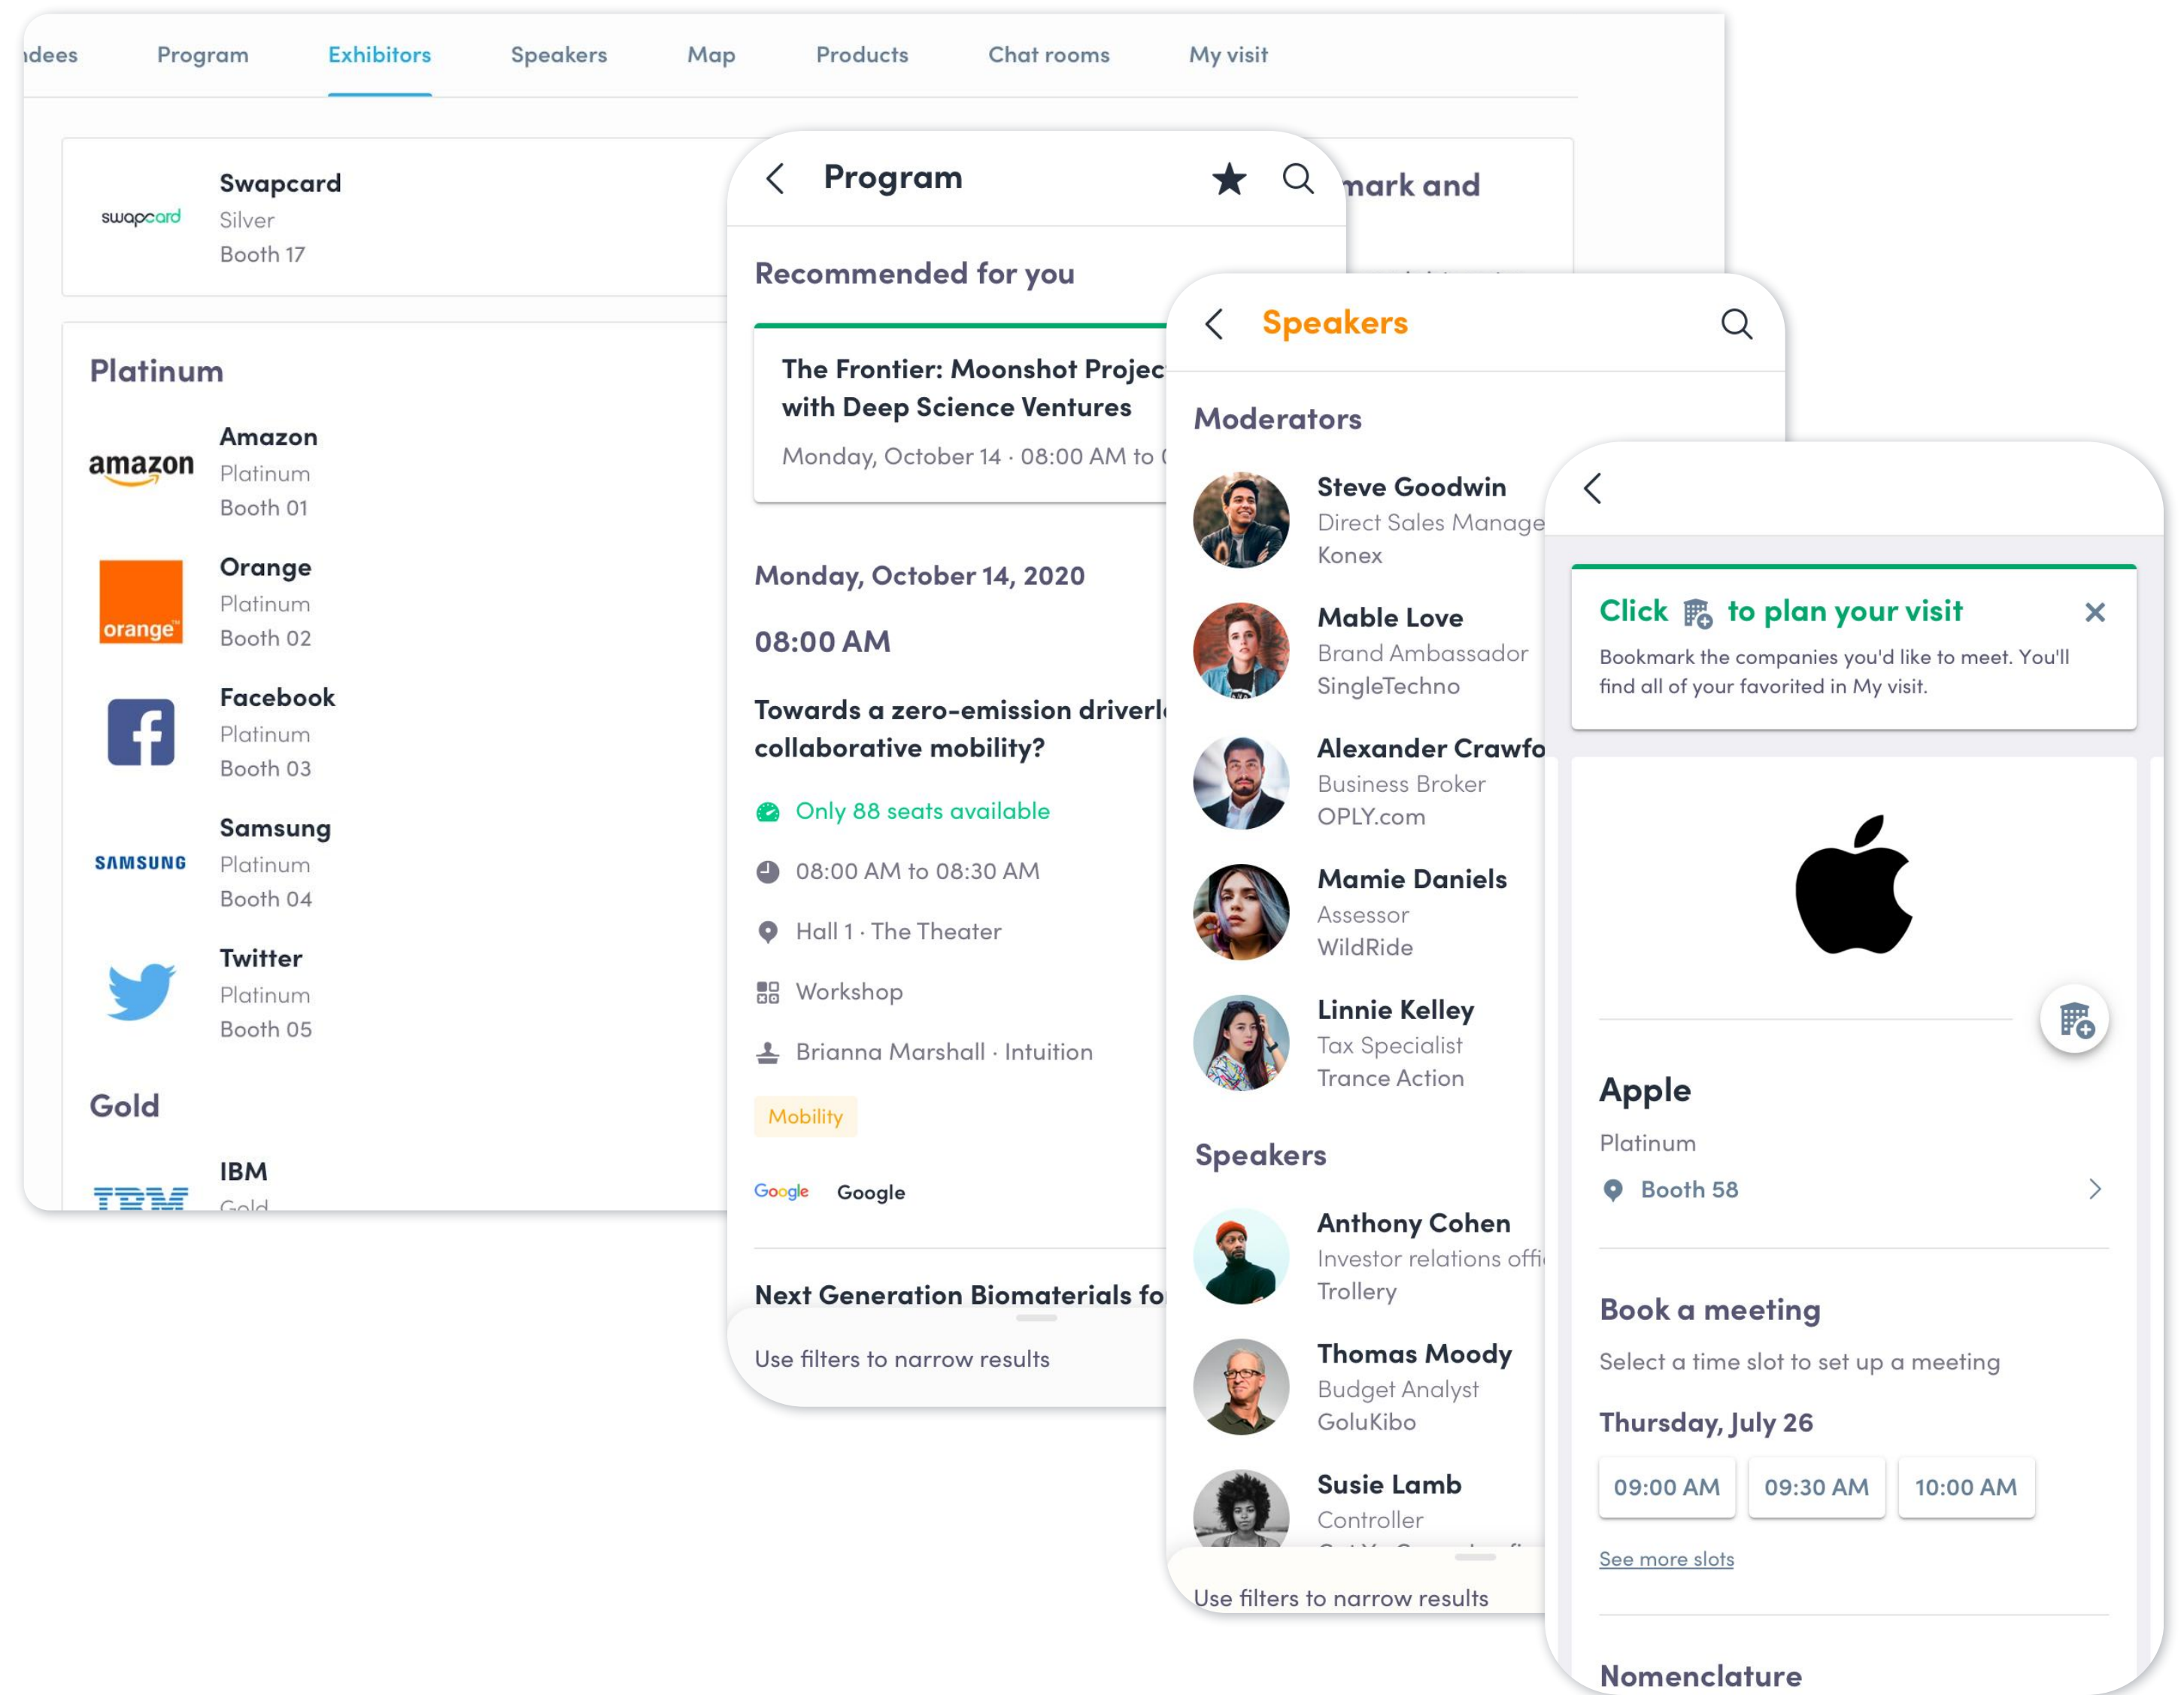 Program
Exhibitors
Speakers
Map
Products
Chat rooms
My visit
swapcard
Swapcard
Silver
Booth 17
Platinum
amazon
Amazon
Platinum
Booth 01
orange™
Orange
Platinum
Booth 02
Facebook
Platinum
Booth 03
SAMSUNG
Samsung
Platinum
Booth 04
Twitter
Platinum
Booth 05
Gold
IBM
IBM
Gold
mark and
Program
Recommended for you
The Frontier: Moonshot
with Deep Science Ventures
Monday, October 14 · 08:00 AM to
Monday, October 14, 2020
08:00 AM
Towards a zero-emission
collaborative mobility?
Only 88 seats available
08:00 AM to 08:30 AM
Hall 1 · The Theater
Workshop
Brianna Marshall · Intuition
Mobility
Google
Google
Next Generation Biomaterials
Use filters to narrow results
Speakers
Moderators
Steve Goodwin
Direct Sales Manage
Konex
Mable Love
Brand Ambassador
SingleTechno
Alexander Crawfo
Business Broker
OPLY.com
Mamie Daniels
Assessor
WildRide
Linnie Kelley
Tax Specialist
Trance Action
Speakers
Anthony Cohen
Investor relations offi
Trollery
Thomas Moody
Budget Analyst
GoluKibo
Susie Lamb
Controller
Use filters to narrow results
Click to plan your visit
Bookmark the companies you'd like to meet. You'll
find all of your favorited in My visit.
Apple
Platinum
Booth 58
Book a meeting
Select a time slot to set up a meeting
Thursday, July 26
09:00 AM
09:30 AM
10:00 AM
See more slots
Nomenclature